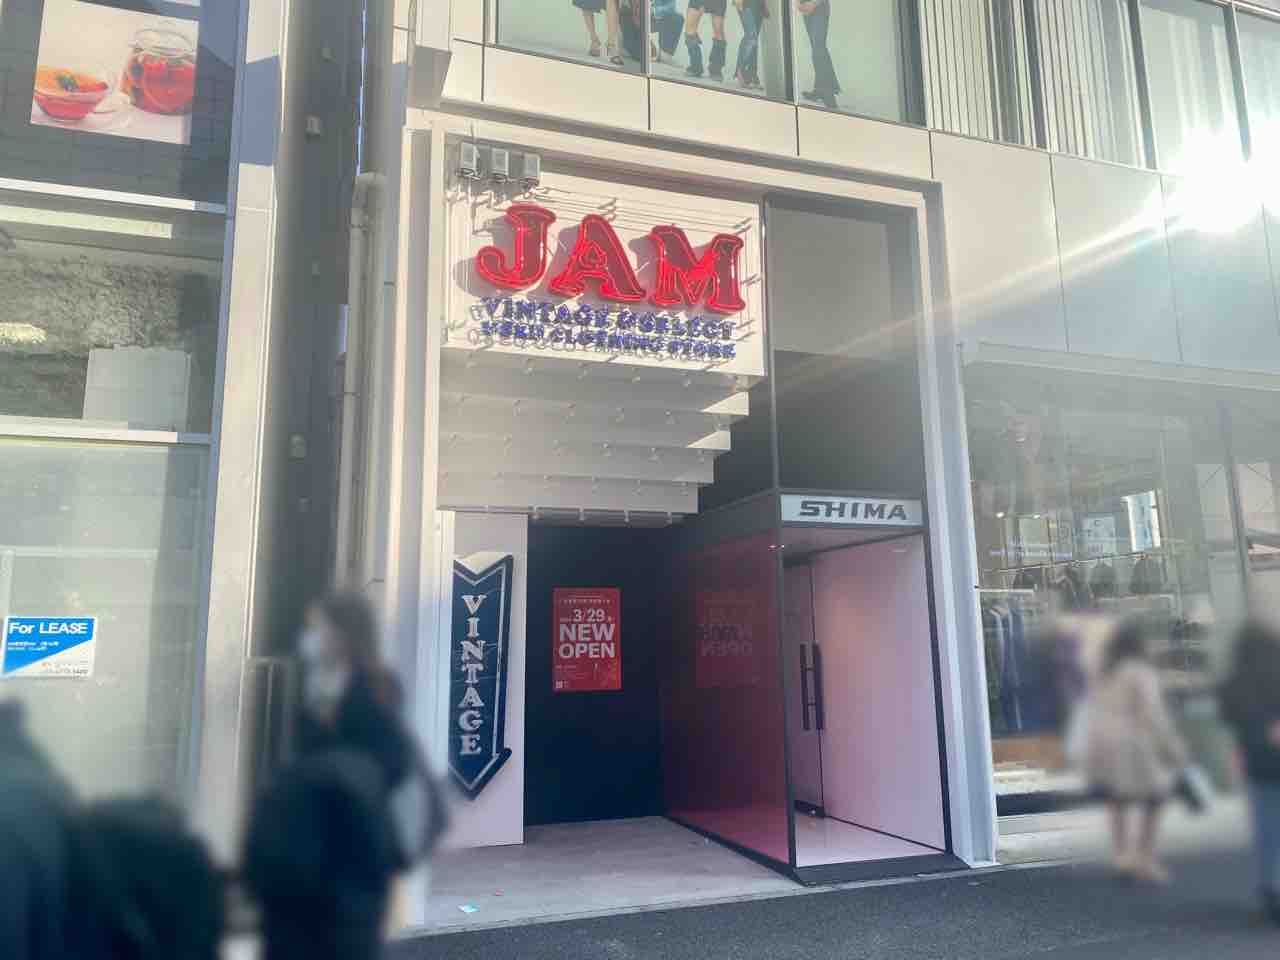 JAM
VINTAGE & SELECT
USED CLOTHING STORE
SHIMA
VINTAGE
3/29
NEW
OPEN
For LEASE